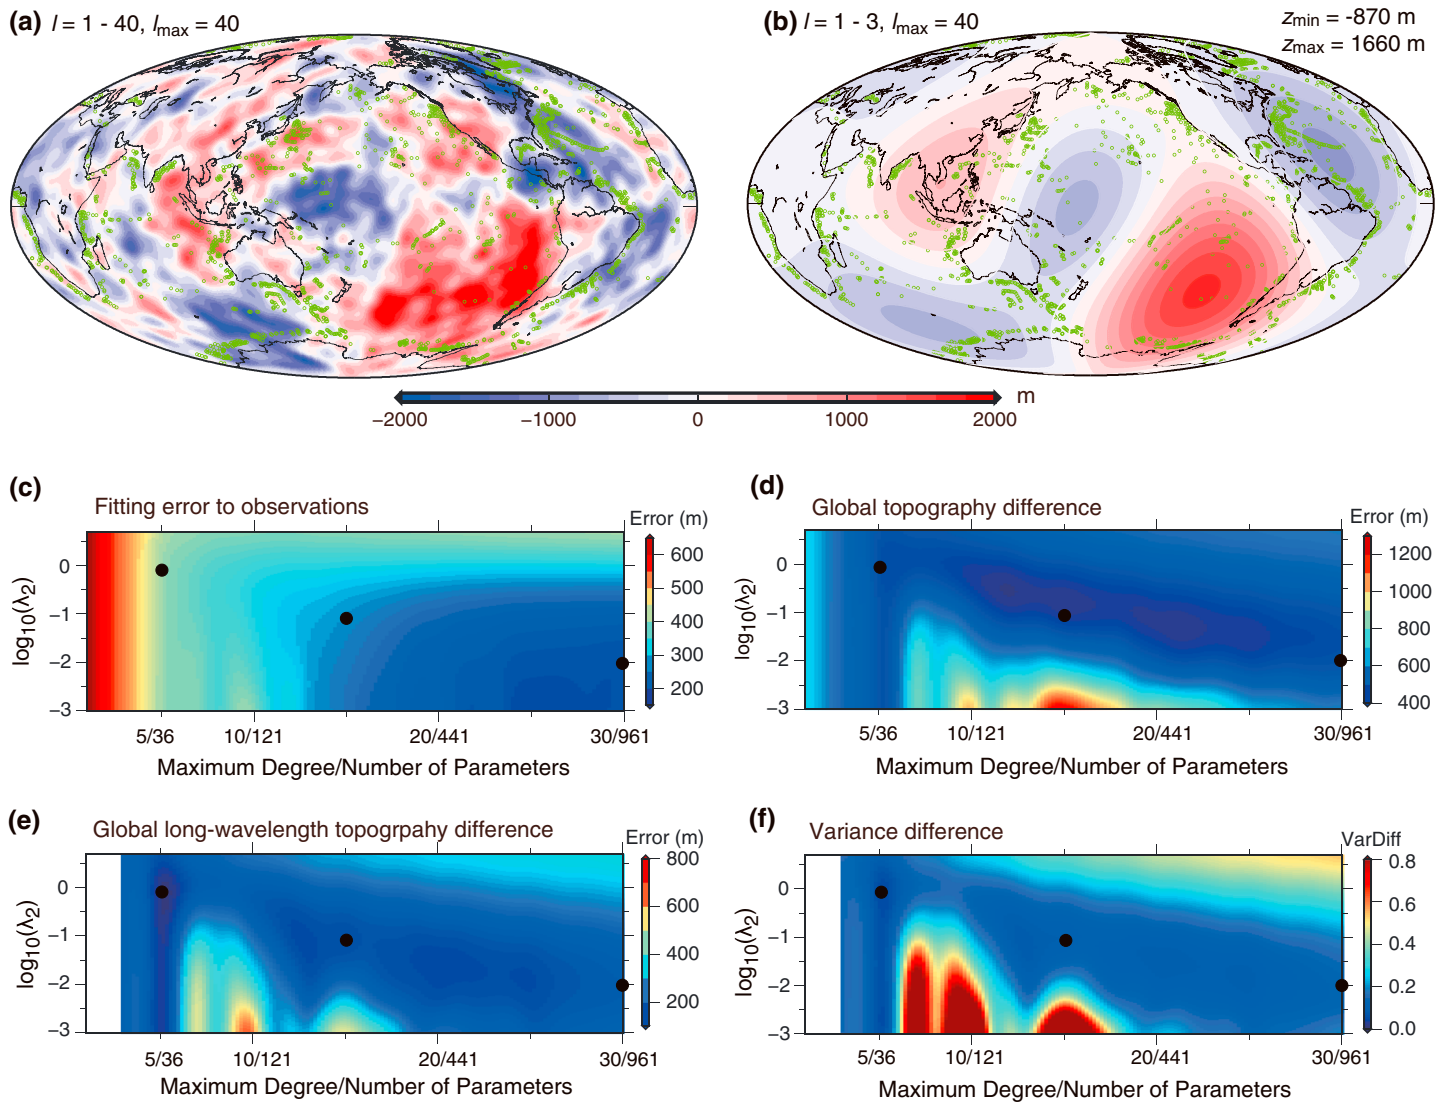 (a) l = 1 - 40, lmax = 40
(b) l = 1 - 3, lmax = 40
zmin = -870 m
zmax = 1660 m
−2000 −1000 0 1000 2000 m
(c)
Fitting error to observations
Error (m)
600
500
400
300
200
0
−1
−2
−3
log10(λ2)
5/36 10/121 20/441 30/961
Maximum Degree/Number of Parameters
(d)
Global topography difference
Error (m)
1200
1000
800
600
400
0
−1
−2
−3
log10(λ2)
5/36 10/121 20/441 30/961
Maximum Degree/Number of Parameters
(e)
Global long-wavelength topogrpahy difference
Error (m)
800
600
400
200
0
−1
−2
−3
log10(λ2)
5/36 10/121 20/441 30/961
Maximum Degree/Number of Parameters
(f)
Variance difference
VarDiff
0.8
0.6
0.4
0.2
0.0
0
−1
−2
−3
log10(λ2)
5/36 10/121 20/441 30/961
Maximum Degree/Number of Parameters